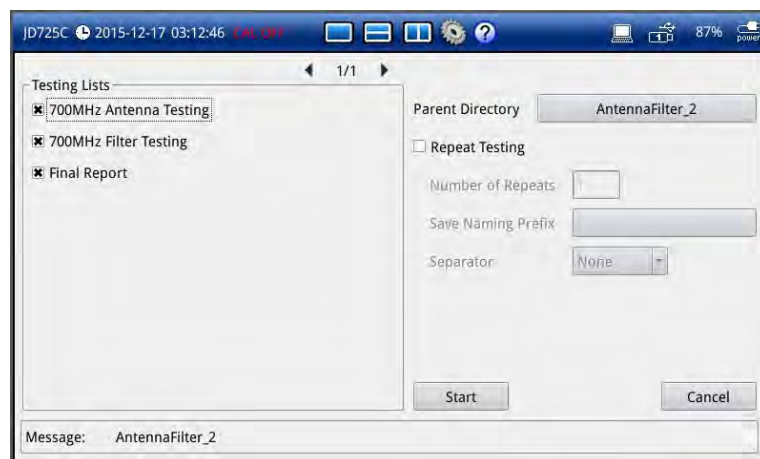 JD725C 2015-12-17 03:12:46 CAL OFF 87% power
1/1
Testing Lists
700MHz Antenna Testing
700MHz Filter Testing
Final Report
Parent Directory AntennaFilter_2
Repeat Testing
Number of Repeats 1
Save Naming Prefix
Separator None
Start Cancel
Message: AntennaFilter_2